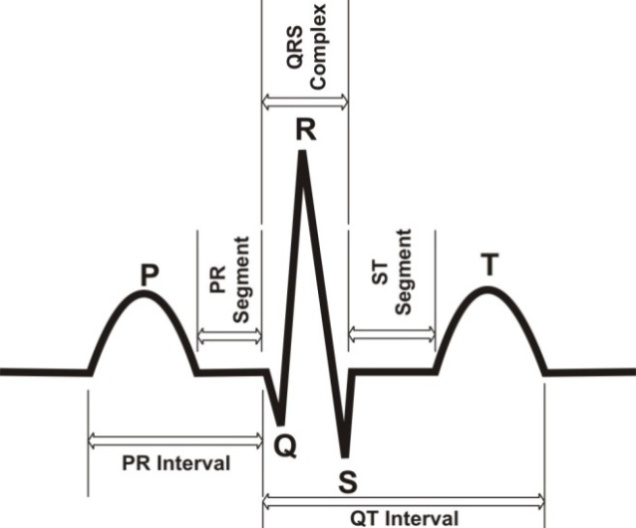 QRS
Complex
R
P
PR
Segment
ST
Segment
T
Q
PR Interval
S
QT Interval